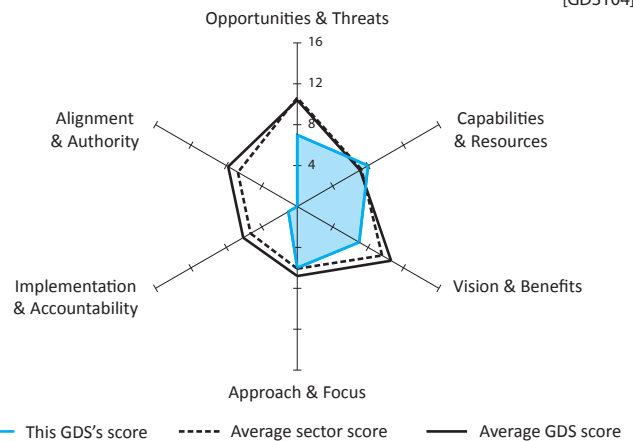 [GDS104]
Opportunities & Threats
16
12
8
4
Alignment
& Authority
Capabilities
& Resources
Implementation
& Accountability
Vision & Benefits
Approach & Focus
This GDS's score
Average sector score
Average GDS score